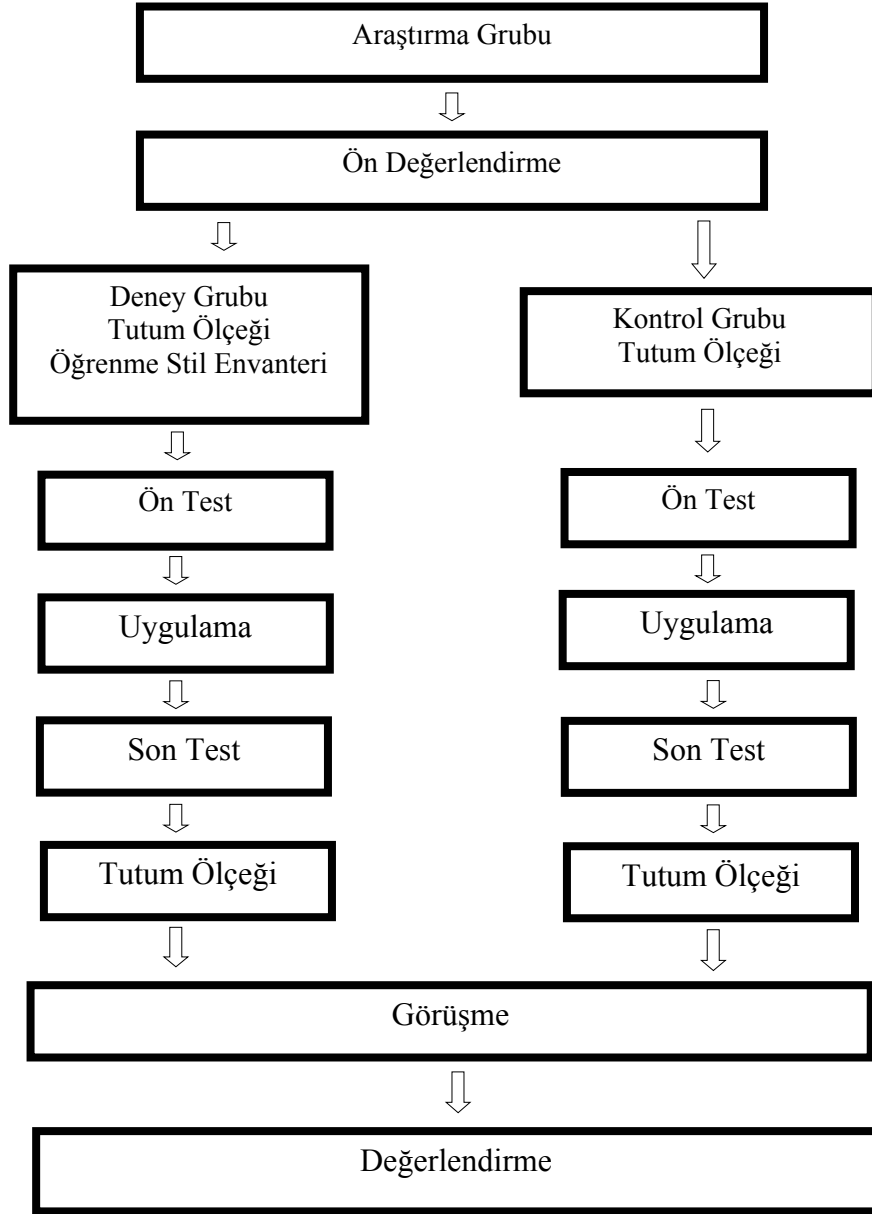 Araştırma Grubu
Ön Değerlendirme
Deney Grubu
Tutum Ölçeği
Öğrenme Stil Envanteri
Kontrol Grubu
Tutum Ölçeği
Ön Test
Ön Test
Uygulama
Uygulama
Son Test
Son Test
Tutum Ölçeği
Tutum Ölçeği
Görüşme
Değerlendirme